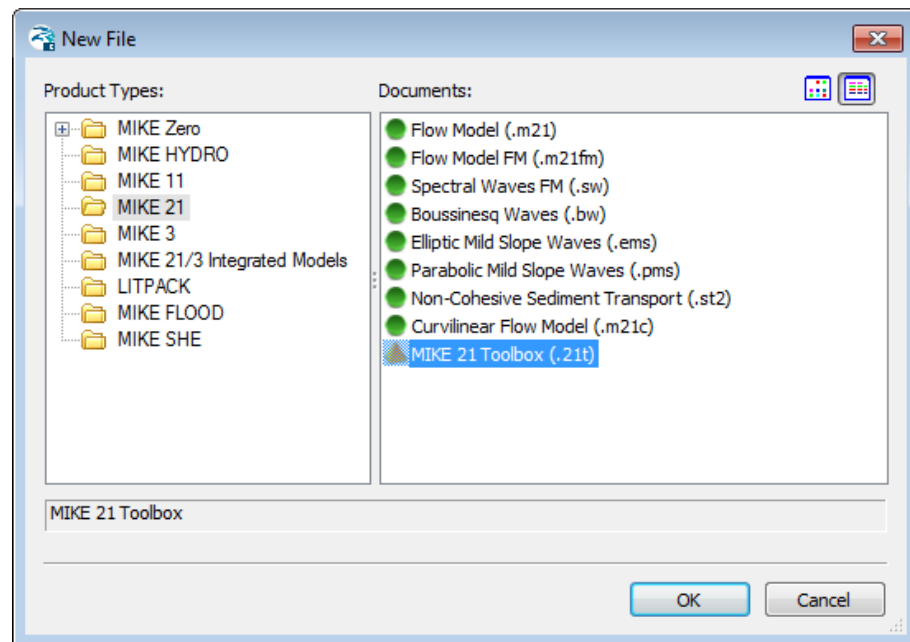 New File
Product Types:
MIKE Zero
MIKE HYDRO
MIKE 11
MIKE 21
MIKE 3
MIKE 21/3 Integrated Models
LITPACK
MIKE FLOOD
MIKE SHE
Documents:
Flow Model (.m21)
Flow Model FM (.m21fm)
Spectral Waves FM (.sw)
Boussinesq Waves (.bw)
Elliptic Mild Slope Waves (.ems)
Parabolic Mild Slope Waves (.pms)
Non-Cohesive Sediment Transport (.st2)
Curvilinear Flow Model (.m21c)
MIKE 21 Toolbox (.21t)
MIKE 21 Toolbox
OK
Cancel